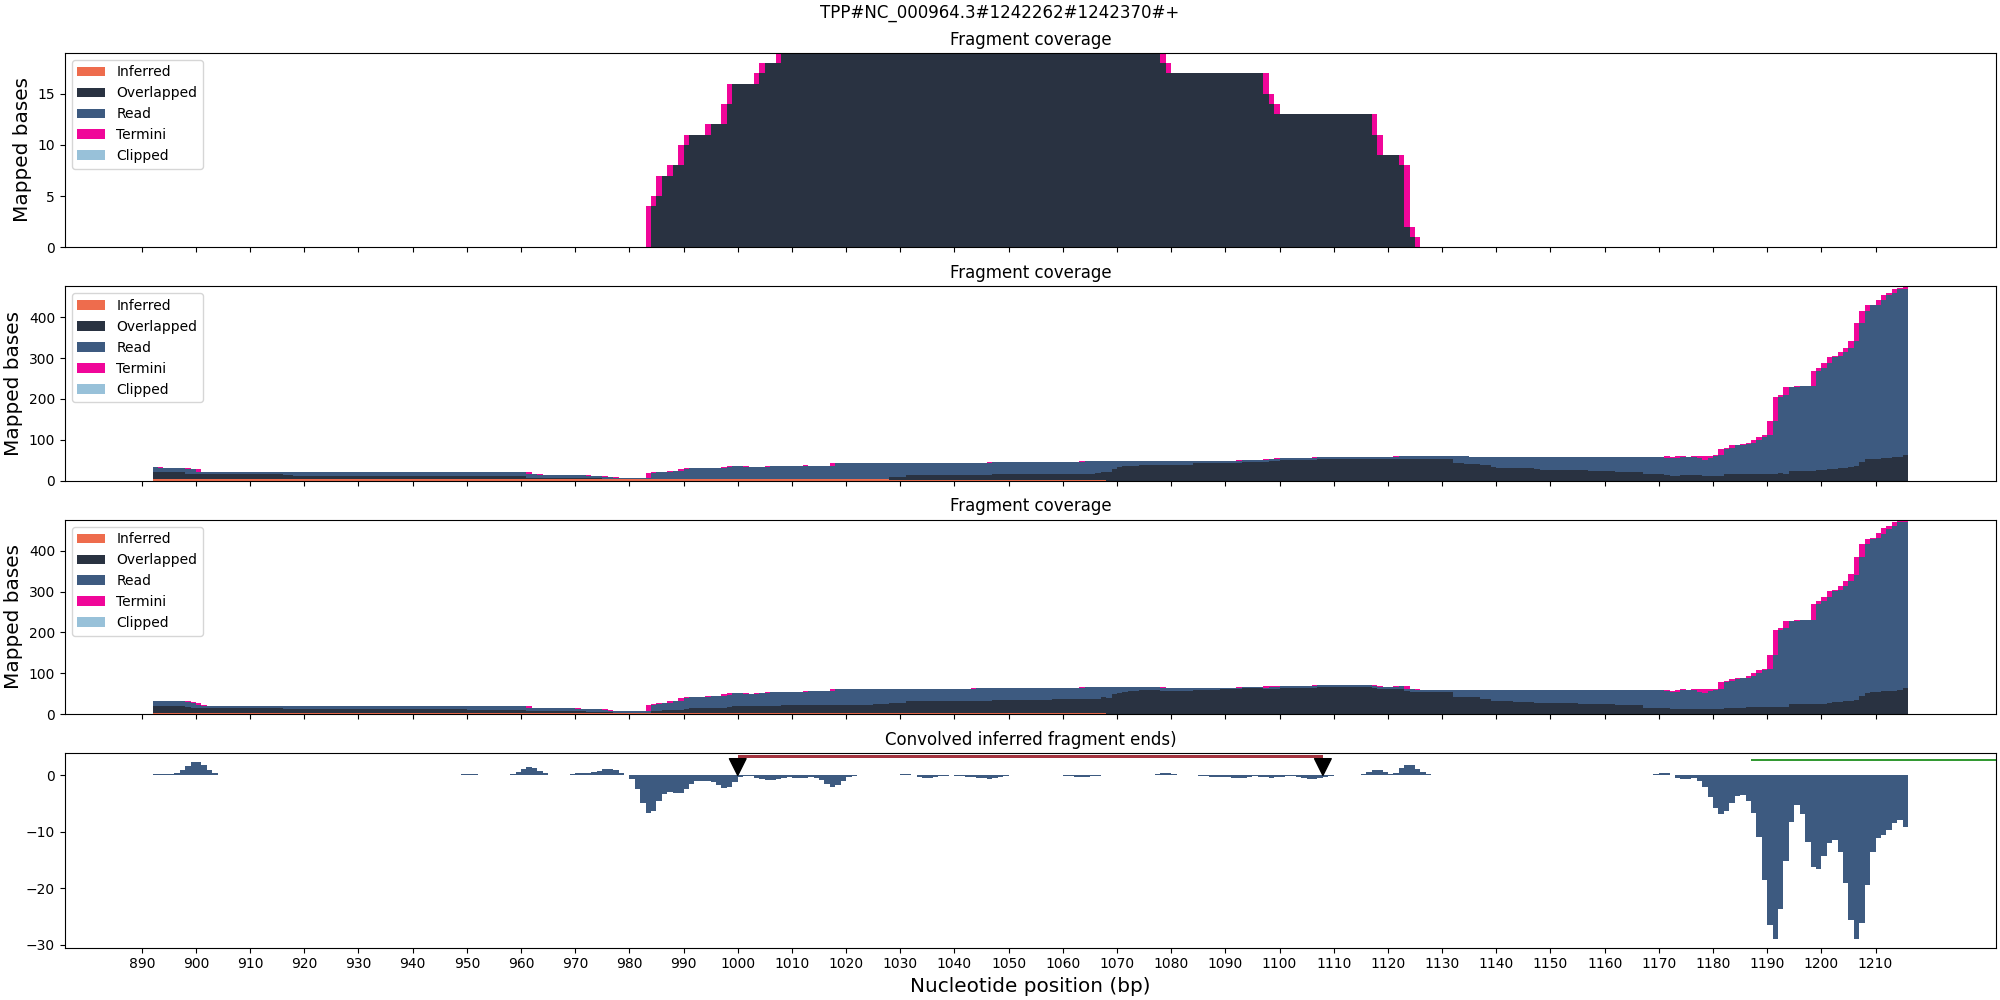 TPP#NC_000964.3#1242262#1242370#+
Fragment coverage
Mapped bases
15
10
5
0
Inferred
Overlapped
Read
Termini
Clipped
Fragment coverage
Mapped bases
400
300
200
100
0
Inferred
Overlapped
Read
Termini
Clipped
Fragment coverage
Mapped bases
400
300
200
100
0
Inferred
Overlapped
Read
Termini
Clipped
Convolved inferred fragment ends)
0
−10
−20
−30
890 900 910 920 930 940 950 960 970 980 990 1000 1010 1020 1030 1040 1050 1060 1070 1080 1090 1100 1110 1120 1130 1140 1150 1160 1170 1180 1190 1200 1210
Nucleotide position (bp)